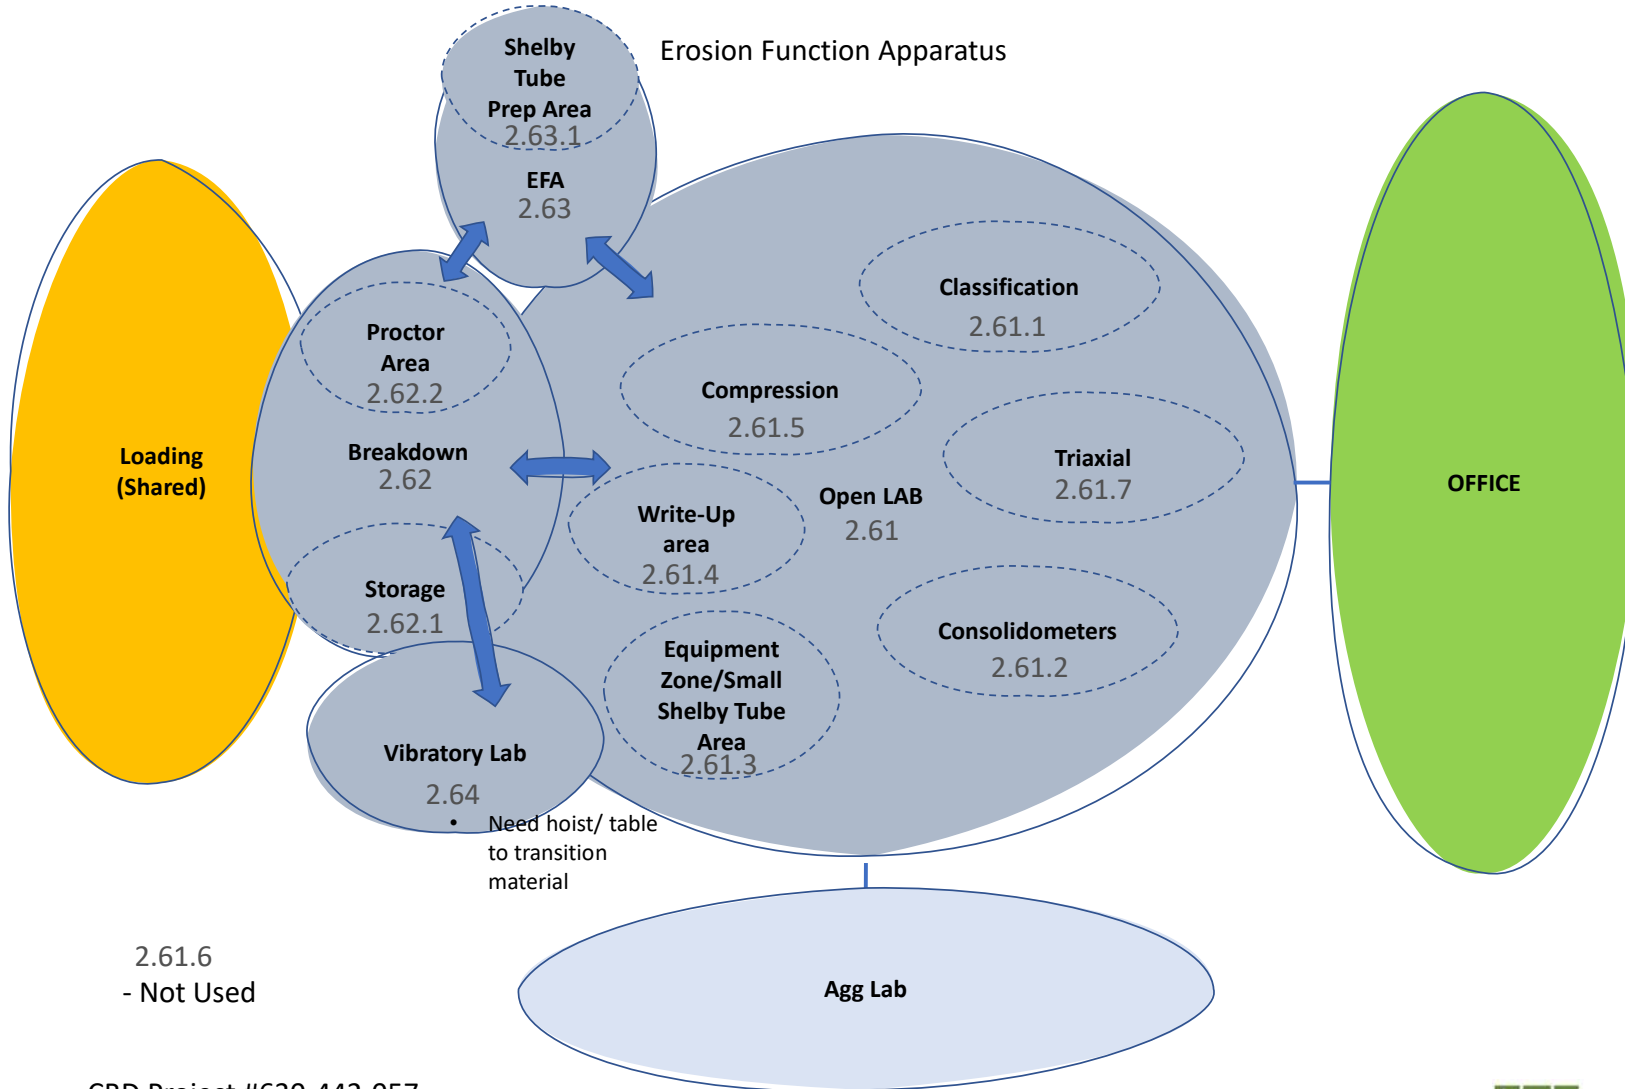 Shelby
Tube
Prep Area
2.63.1
Erosion Function Apparatus
EFA
2.63
Classification
2.61.1
Proctor
Area
2.62.2
Compression
2.61.5
Loading
(Shared)
Breakdown
2.62
Triaxial
2.61.7
OFFICE
Open LAB
2.61
Write-Up
area
2.61.4
Storage
2.62.1
Consolidometers
2.61.2
Equipment
Zone/Small
Shelby Tube
Area
2.61.3
Vibratory Lab
2.64
• Need hoist/ table
to transition
material
2.61.6
- Not Used
Agg Lab